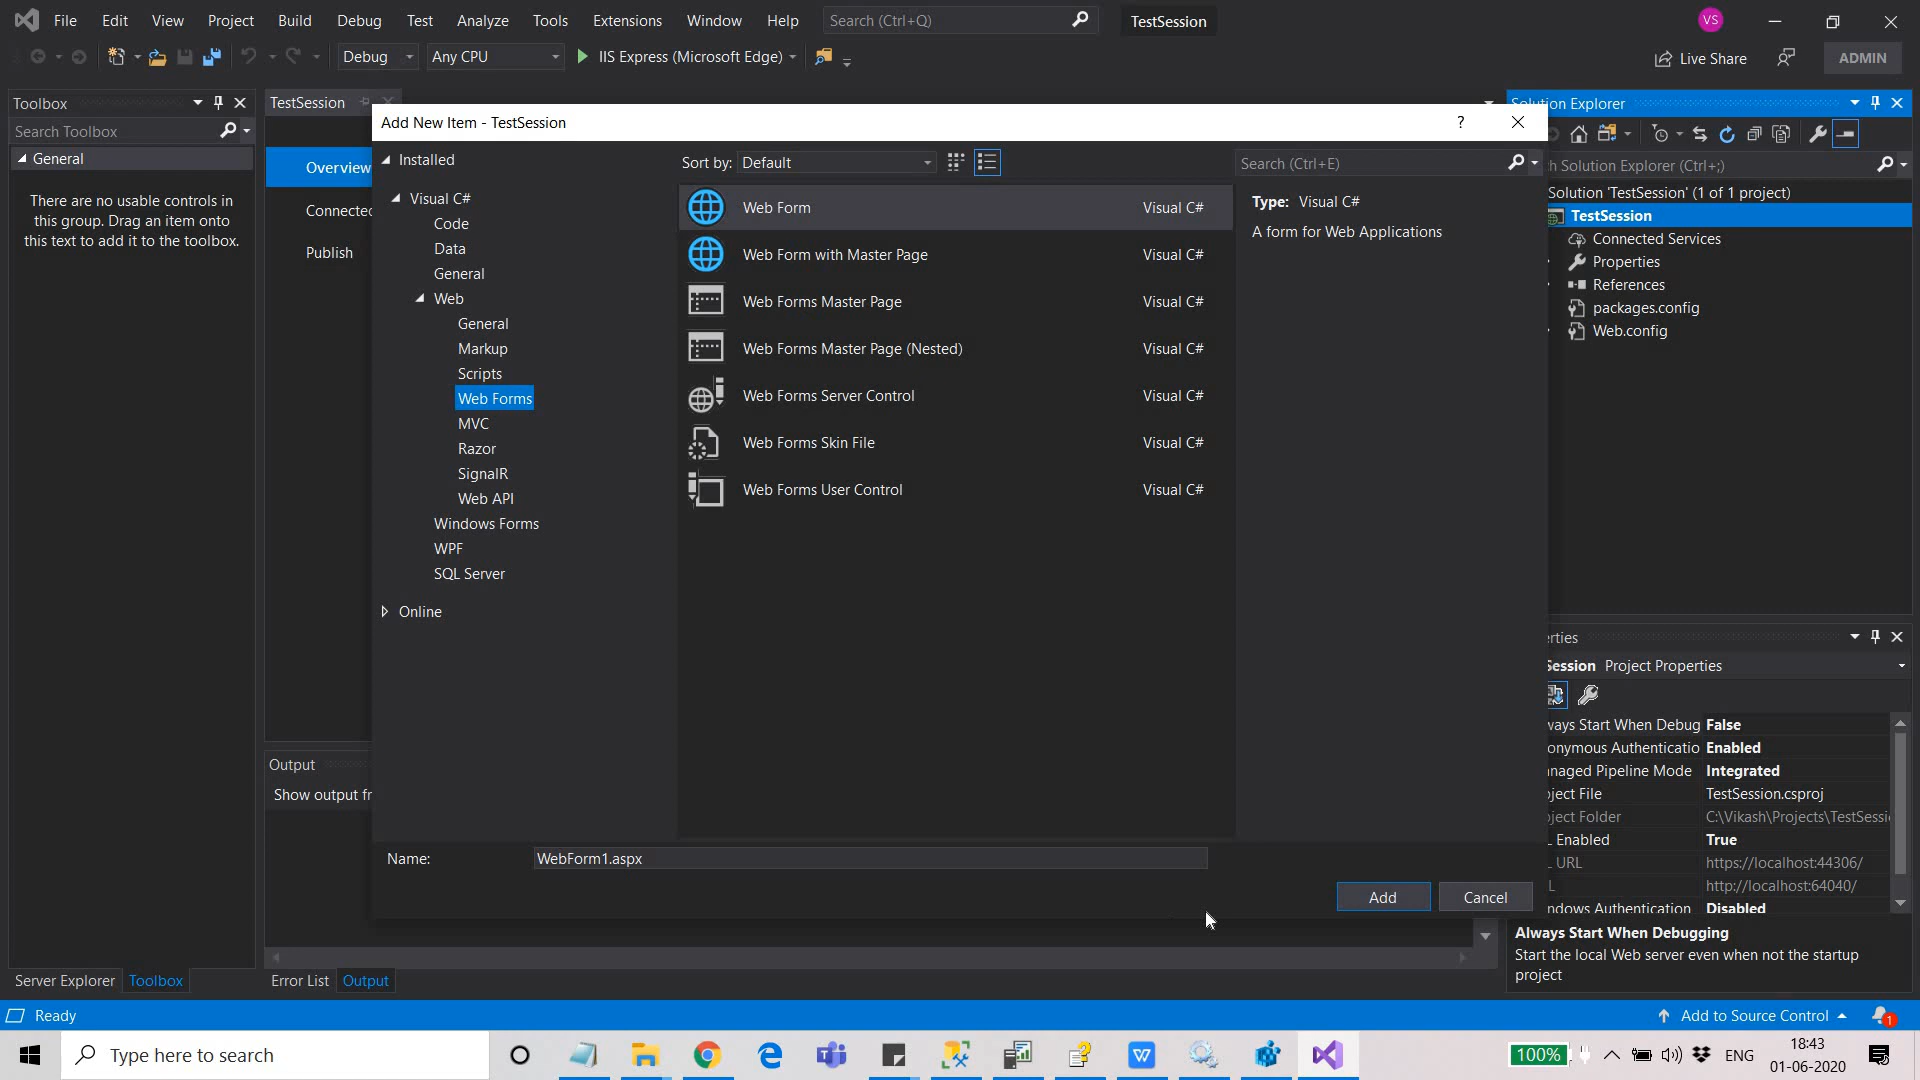 File Edit View Project Build Debug Test Analyze Tools Extensions Window Help Search (Ctrl+Q) TestSession VS
Debug Any CPU IIS Express (Microsoft Edge) Live Share ADMIN
Toolbox
Search Toolbox
General
There are no usable controls in
this group. Drag an item onto
this text to add it to the toolbox.
Server Explorer Toolbox
TestSession
Overview
Connected
Publish
Output
Show output
Error List Output
Add New Item - TestSession ?
Installed
Visual C#
Code
Data
General
Web
General
Markup
Scripts
Web Forms
MVC
Razor
SignalR
Web API
Windows Forms
WPF
SQL Server
Online
Sort by: Default
Web Form Visual C#
Web Form with Master Page Visual C#
Web Forms Master Page Visual C#
Web Forms Master Page (Nested) Visual C#
Web Forms Server Control Visual C#
Web Forms Skin File Visual C#
Web Forms User Control Visual C#
Search (Ctrl+E)
Type: Visual C#
A form for Web Applications
Name: WebForm1.aspx
Add Cancel
Solution Explorer
Solution Explorer (Ctrl+;)
Solution 'TestSession' (1 of 1 project)
TestSession
Connected Services
Properties
References
packages.config
Web.config
erties
Session Project Properties
ways Start When Debug False
onymous Authenticatio Enabled
naged Pipeline Mode Integrated
ject File TestSession.csproj
ject Folder C:\Vikash\Projects\TestSessi
L Enabled True
L URL https://localhost:44306/
L http://localhost:64040/
ndows Authentication Disabled
Always Start When Debugging
Start the local Web server even when not the startup
project
Ready Add to Source Control 1
Type here to search 100% ENG 18:43
01-06-2020